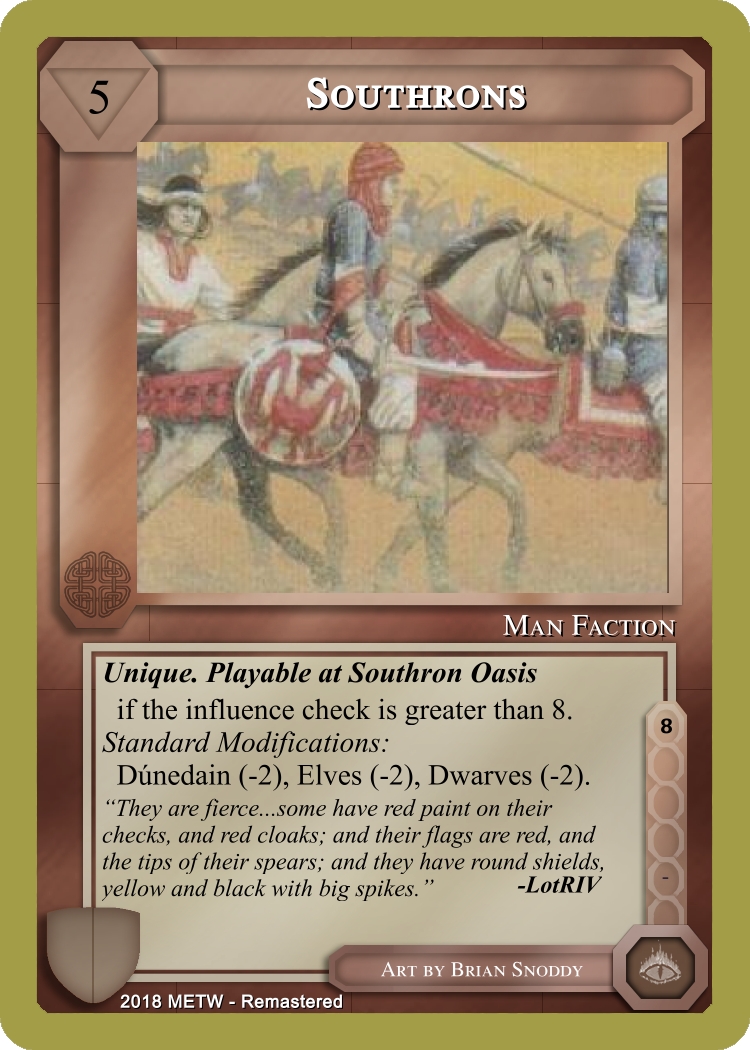 5
SOUTHRONS
MAN FACTION
Unique. Playable at Southron Oasis
if the influence check is greater than 8.
Standard Modifications:
Dúnedain (-2), Elves (-2), Dwarves (-2).
“They are fierce...some have red paint on their
checks, and red cloaks; and their flags are red, and
the tips of their spears; and they have round shields,
yellow and black with big spikes.” -LotRIV
8
-
ART BY BRIAN SNODDY
2018 METW - Remastered